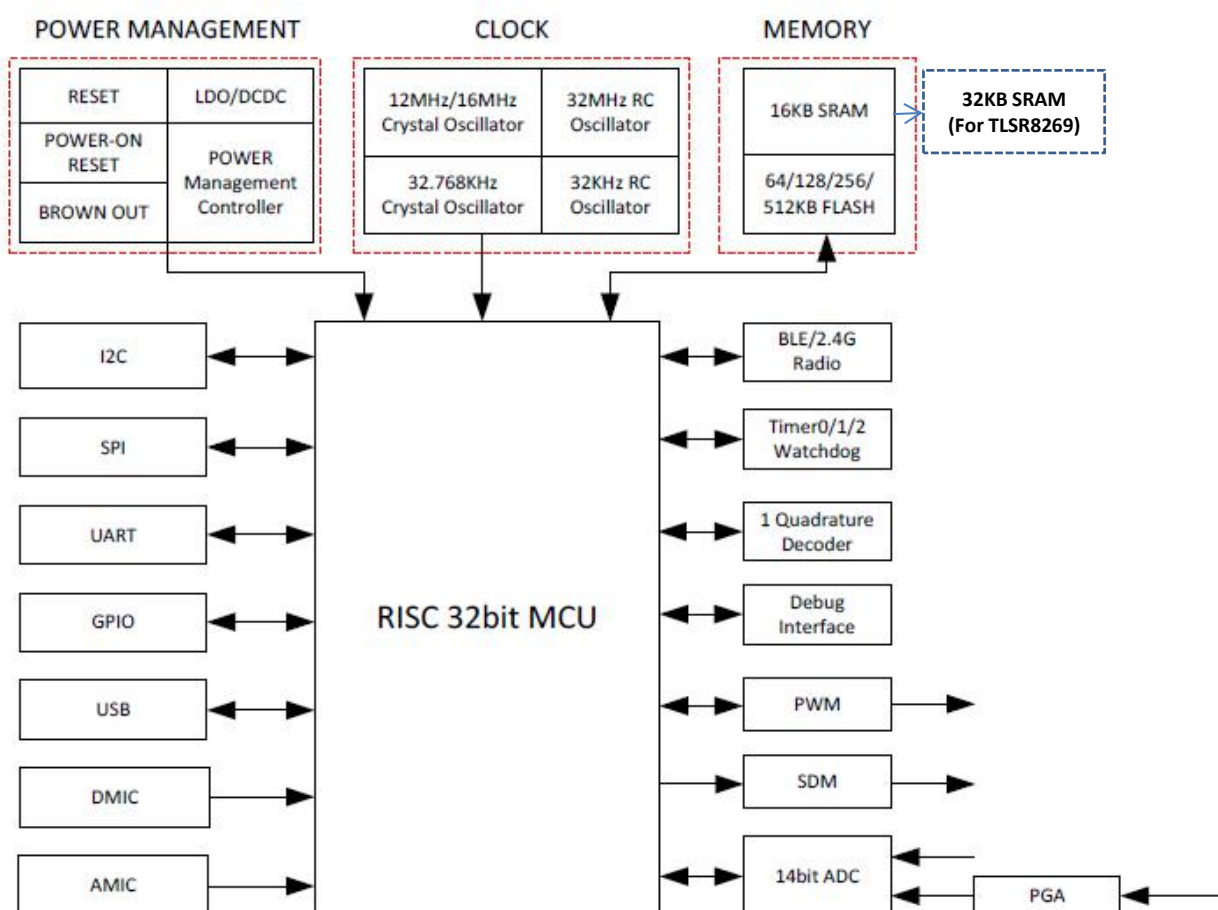 POWER MANAGEMENT
CLOCK
MEMORY
RESET
LDO/DCDC
POWER-ON
RESET
POWER
Management
Controller
BROWN OUT
12MHz/16MHz
Crystal Oscillator
32MHz RC
Oscillator
32.768KHz
Crystal Oscillator
32KHz RC
Oscillator
16KB SRAM
64/128/256/
512KB FLASH
32KB SRAM
(For TLSR8269)
I2C
SPI
UART
GPIO
USB
DMIC
AMIC
RISC 32bit MCU
BLE/2.4G
Radio
Timer0/1/2
Watchdog
1 Quadrature
Decoder
Debug
Interface
PWM
SDM
14bit ADC
PGA